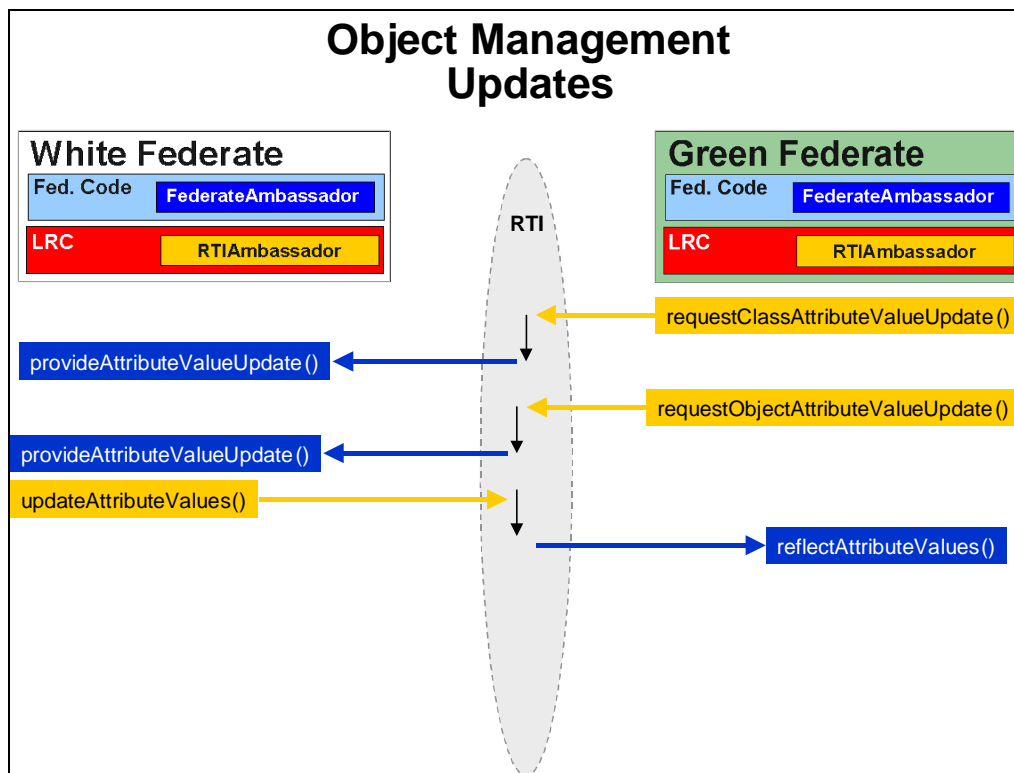 Object Management
Updates
White Federate
Fed. Code
FederateAmbassador
LRC
RTIAmbassador
RTI
Green Federate
Fed. Code
FederateAmbassador
LRC
RTIAmbassador
requestClassAttributeValueUpdate()
provideAttributeValueUpdate()
requestObjectAttributeValueUpdate()
provideAttributeValueUpdate()
updateAttributeValues()
reflectAttributeValues()